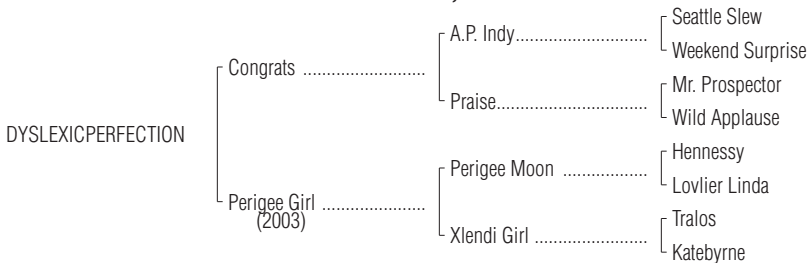 Seattle Slew
A.P. Indy
Weekend Surprise
Congrats
Mr. Prospector
Praise
Wild Applause
DYSLEXICPERFECTION
Hennessy
Perigee Moon
Lovlier Linda
Perigee Girl
(2003)
Tralos
Xlendi Girl
Katebyrne